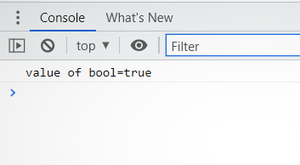 Console What's New
top Filter
value of bool=true